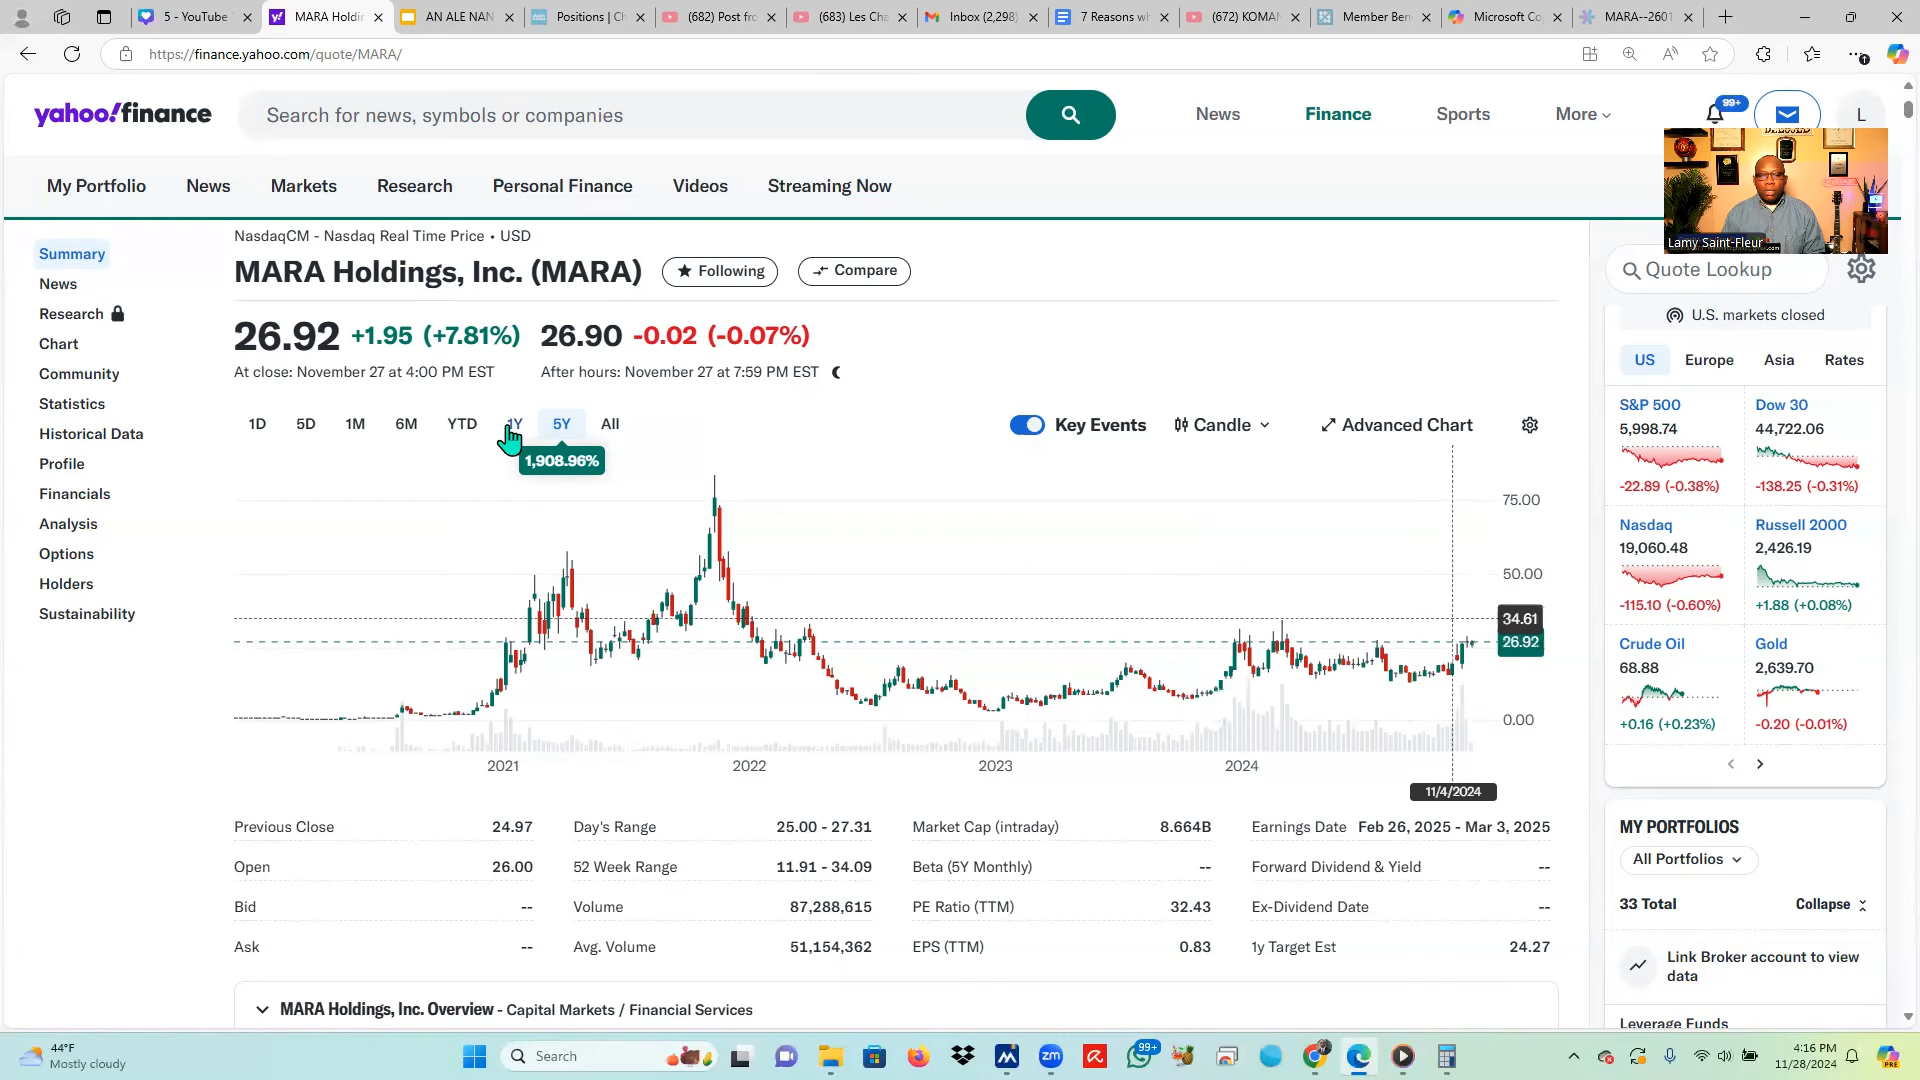 5 - YouTube
MARA Holdin
AN ALE NAN
Positions | Ch
(682) Post fro
(683) Les Cha
Inbox (2,298)
7 Reasons wh
(672) KOMAN
Member Ben
Microsoft Co
MARA--2601
https://finance.yahoo.com/quote/MARA/
yahoo!finance
Search for news, symbols or companies
News
Finance
Sports
More
99+
L
My Portfolio
News
Markets
Research
Personal Finance
Videos
Streaming Now
Lamy Saint-Fleur
Summary
News
Research
Chart
Community
Statistics
Historical Data
Profile
Financials
Analysis
Options
Holders
Sustainability
NasdaqCM - Nasdaq Real Time Price • USD
MARA Holdings, Inc. (MARA)
Following
Compare
26.92 +1.95 (+7.81%)
26.90 -0.02 (-0.07%)
At close: November 27 at 4:00 PM EST
After hours: November 27 at 7:59 PM EST
1D 5D 1M 6M YTD 1Y 5Y All
Key Events
Candle
Advanced Chart
1,908.96%
75.00
50.00
34.61
26.92
0.00
2021 2022 2023 2024
11/4/2024
Previous Close 24.97
Day's Range 25.00 - 27.31
Market Cap (intraday) 8.664B
Earnings Date Feb 26, 2025 - Mar 3, 2025
Open 26.00
52 Week Range 11.91 - 34.09
Beta (5Y Monthly) --
Forward Dividend & Yield --
Bid --
Volume 87,288,615
PE Ratio (TTM) 32.43
Ex-Dividend Date --
Ask --
Avg. Volume 51,154,362
EPS (TTM) 0.83
1y Target Est 24.27
MARA Holdings, Inc. Overview - Capital Markets / Financial Services
Quote Lookup
U.S. markets closed
US Europe Asia Rates
S&P 500
5,998.74
-22.89 (-0.38%)
Dow 30
44,722.06
-138.25 (-0.31%)
Nasdaq
19,060.48
-115.10 (-0.60%)
Russell 2000
2,426.19
+1.88 (+0.08%)
Crude Oil
68.88
+0.16 (+0.23%)
Gold
2,639.70
-0.20 (-0.01%)
MY PORTFOLIOS
All Portfolios
33 Total
Collapse
Link Broker account to view
data
Leverage Funds
44°F
Mostly cloudy
Search
zm
99+
4:16 PM
11/28/2024
PRE